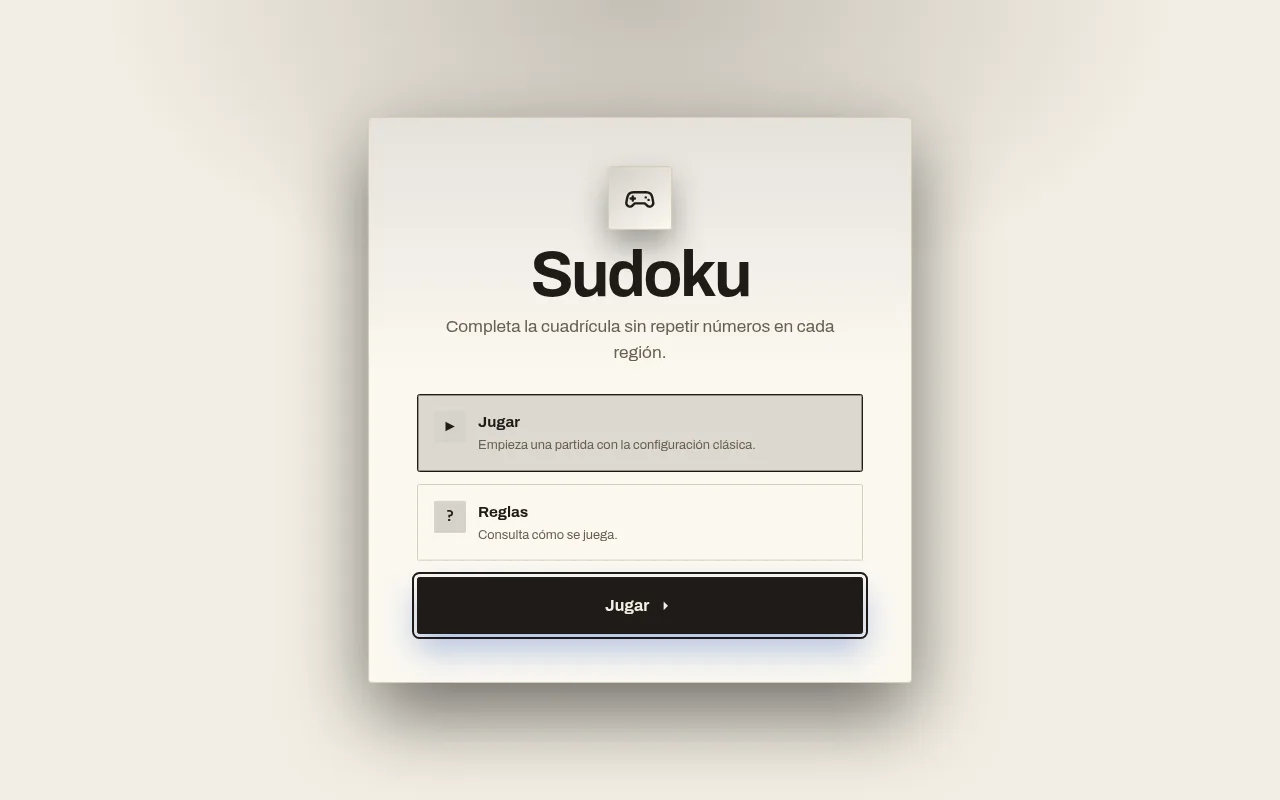 Sudoku
Completa la cuadrícula sin repetir números en cada
región.
Jugar
Empieza una partida con la configuración clásica.
?
Reglas
Consulta cómo se juega.
Jugar